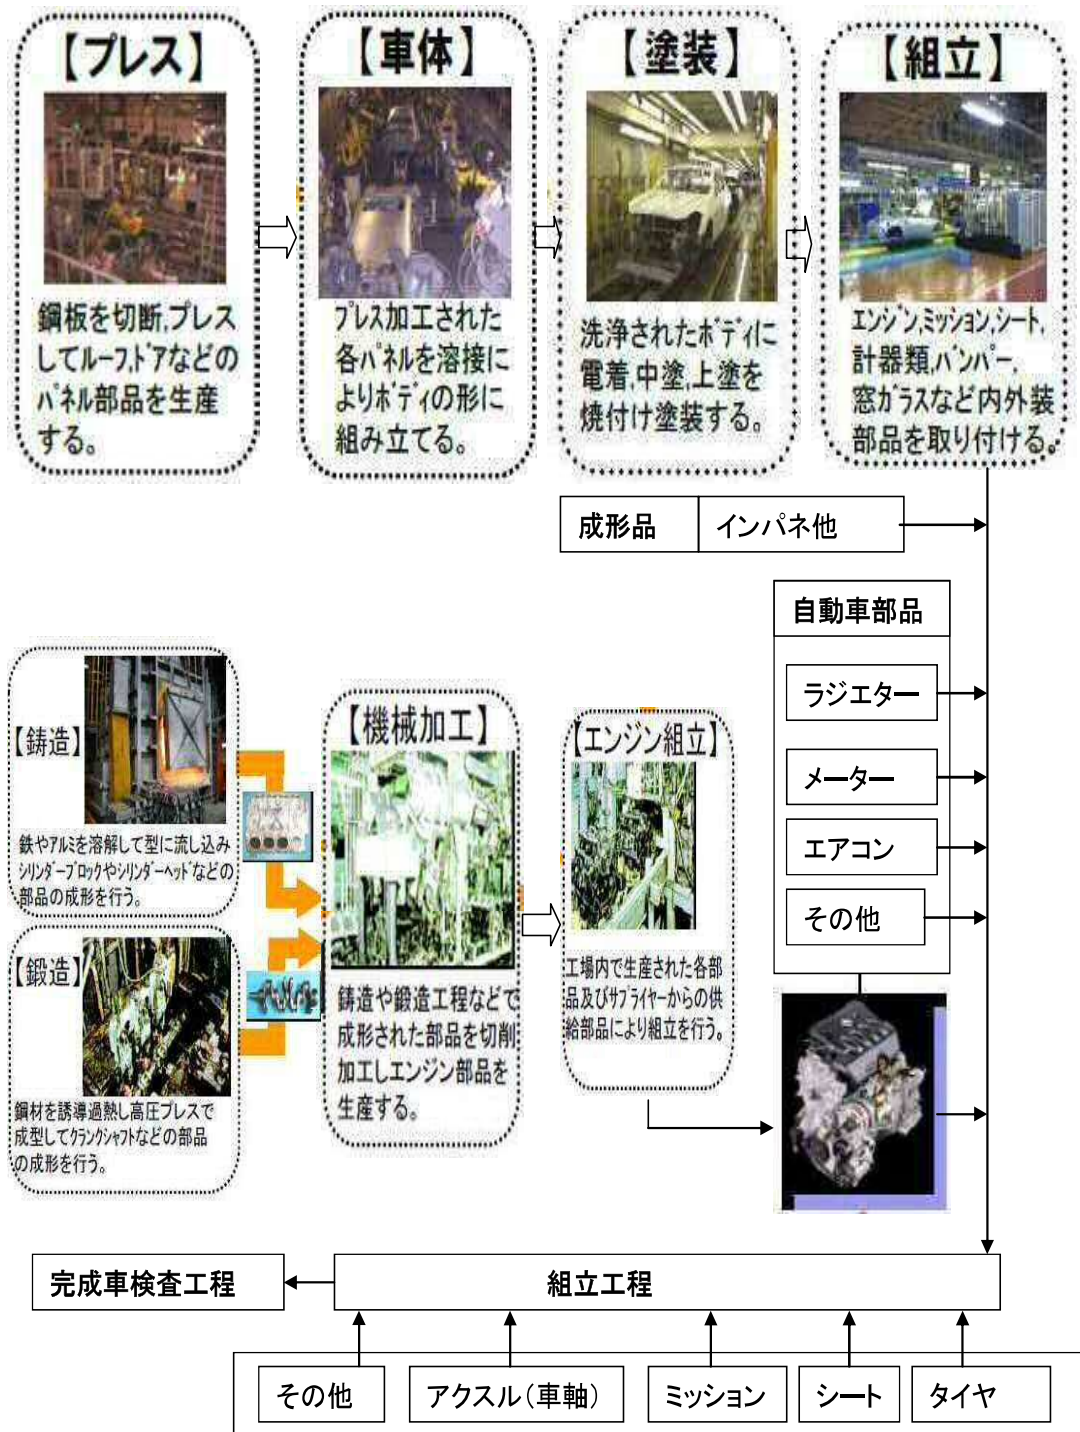 【プレス】
鋼板を切断,プレス
してルーフ,ドアなどの
パネル部品を生産
する。
【車体】
プレス加工された
各パネルを溶接に
よりボディの形に
組み立てる。
【塗装】
洗浄されたボディに
電着,中塗,上塗を
焼付け塗装する。
【組立】
エンジン,ミッション,シート,
計器類,バンパー,
窓ガラスなど内外装
部品を取り付ける。
成形品 インパネ他
自動車部品
ラジエター
メーター
エアコン
その他
【鋳造】
鉄やアルミを溶解して型に流し込み
シリンダーブロックやシリンダーヘッドなどの
部品の成形を行う。
【鍛造】
鋼材を誘導過熱し高圧プレスで
成型してクランクシャフトなどの部品
の成形を行う。
【機械加工】
鋳造や鍛造工程などで
成形された部品を切削
加工しエンジン部品を
生産する。
【エンジン組立】
工場内で生産された各部
品及びサプライヤーからの供
給部品により組立を行う。
完成車検査工程
組立工程
その他
アクスル(車軸)
ミッション
シート
タイヤ